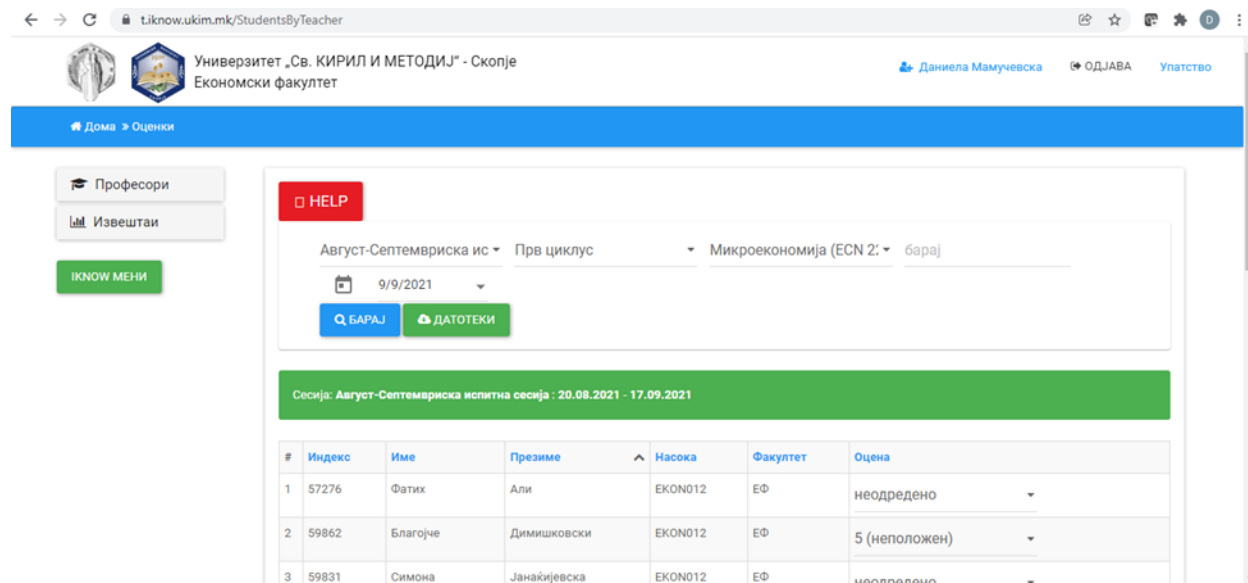 t.iknow.ukim.mk/StudentsByTeacher
D
Универзитет „Св. КИРИЛ И МЕТОДИЈ“ - Скопје
Економски факултет
Даниела Мамучевска ОДЈАВА Упатство
Дома » Оценки
Професори
Извештаи
IKNOW МЕНИ
HELP
Август-Септемвриска ис Прв циклус Микроекономија (ECN 2: барај
9/9/2021
БАРАЈ ДАТОТЕКИ
Сесија: Август-Септемвриска испитна сесија : 20.08.2021 - 17.09.2021
# Индекс Име Презиме Насока Факултет Оцена
1 57276 Фатих Али EKON012 ЕФ неодредено
2 59862 Благојче Димишковски EKON012 ЕФ 5 (неположен)
3 59831 Симона Јанаќијевска EKON012 ЕФ неодредено